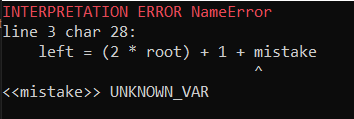 INTERPRETATION ERROR NameError
line 3 char 28:
    left = (2 * root) + 1 + mistake
                            ^
<<mistake>> UNKNOWN_VAR